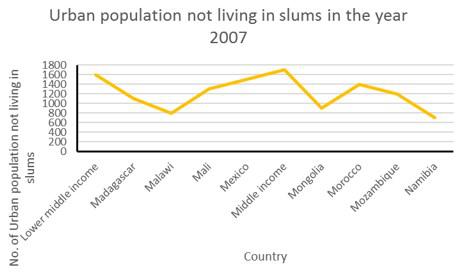 Urban population not living in slums in the year
2007
No. of Urban population not living in
slums
1800
1600
1400
1200
1000
800
600
400
200
0
Lower middle income
Madagascar
Malawi
Mali
Mexico
Middle income
Mongolia
Morocco
Mozambique
Namibia
Country